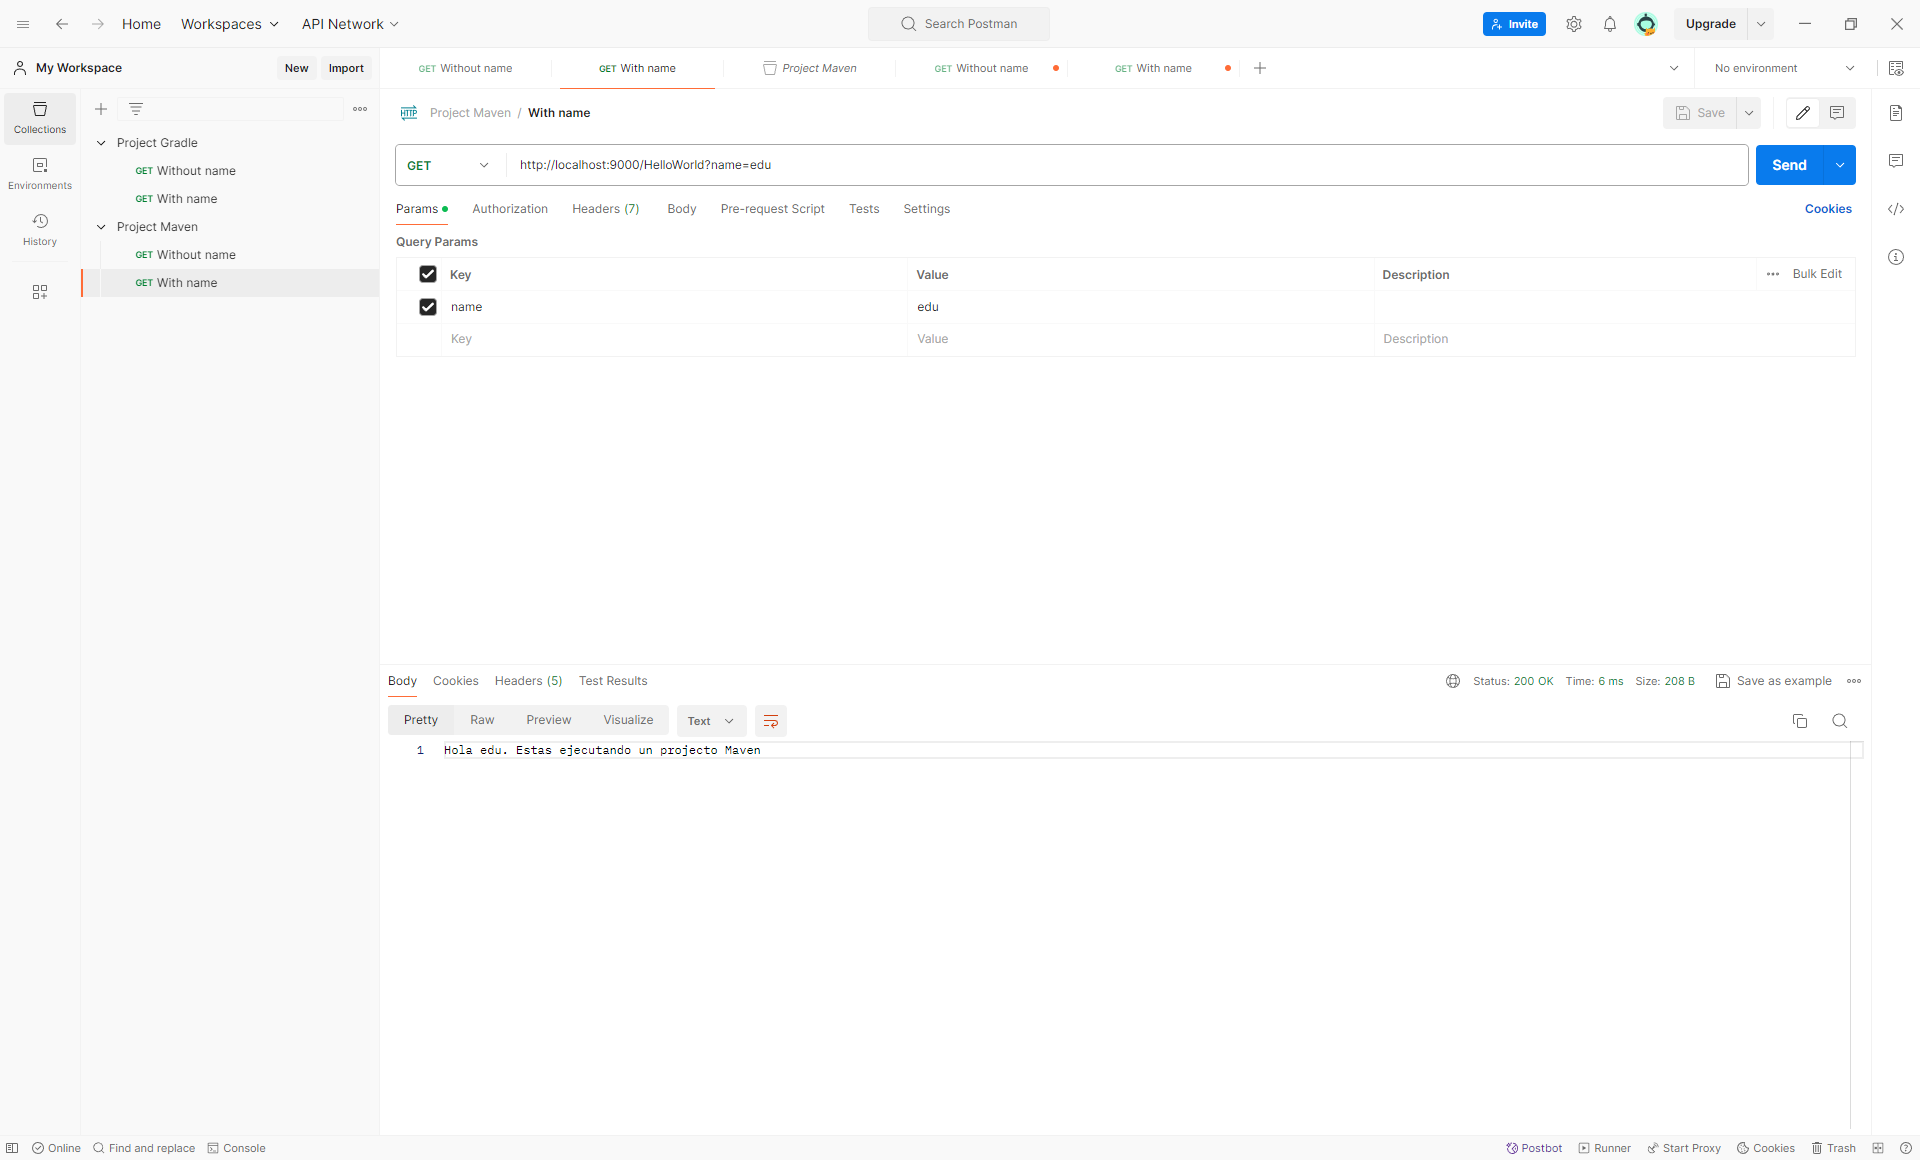 Home Workspaces API Network Search Postman Invite Upgrade
My Workspace New Import GET Without name GET With name Project Maven GET Without name GET With name No environment
Collections
Environments
History
Project Gradle
GET Without name
GET With name
Project Maven
GET Without name
GET With name
HTTP Project Maven / With name Save
GET http://localhost:9000/HelloWorld?name=edu Send
Params Authorization Headers (7) Body Pre-request Script Tests Settings Cookies
Query Params
Key Value Description Bulk Edit
name edu
Key Value Description
Body Cookies Headers (5) Test Results Status: 200 OK Time: 6 ms Size: 208 B Save as example
Pretty Raw Preview Visualize Text
1 Hola edu. Estas ejecutando un projecto Maven
Online Find and replace Console Postbot Runner Start Proxy Cookies Trash